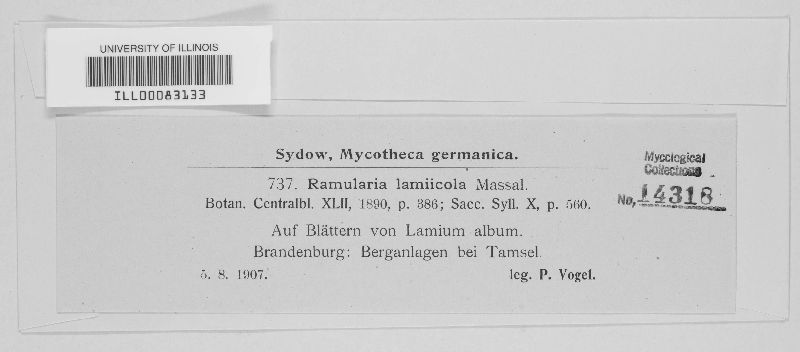 UNIVERSITY OF ILLINOIS
ILL00083133
Sydow, Mycotheca germanica.
737. Ramularia lamiicola Massal.
Botan. Centralbl. XLII, 1890, p. 386; Sacc. Syll. X, p. 560.
Auf Blättern von Lamium album.
Brandenburg: Berganlagen bei Tamsel.
5. 8. 1907. leg. P. Vogel.
Mycological
Collections
No, 14318